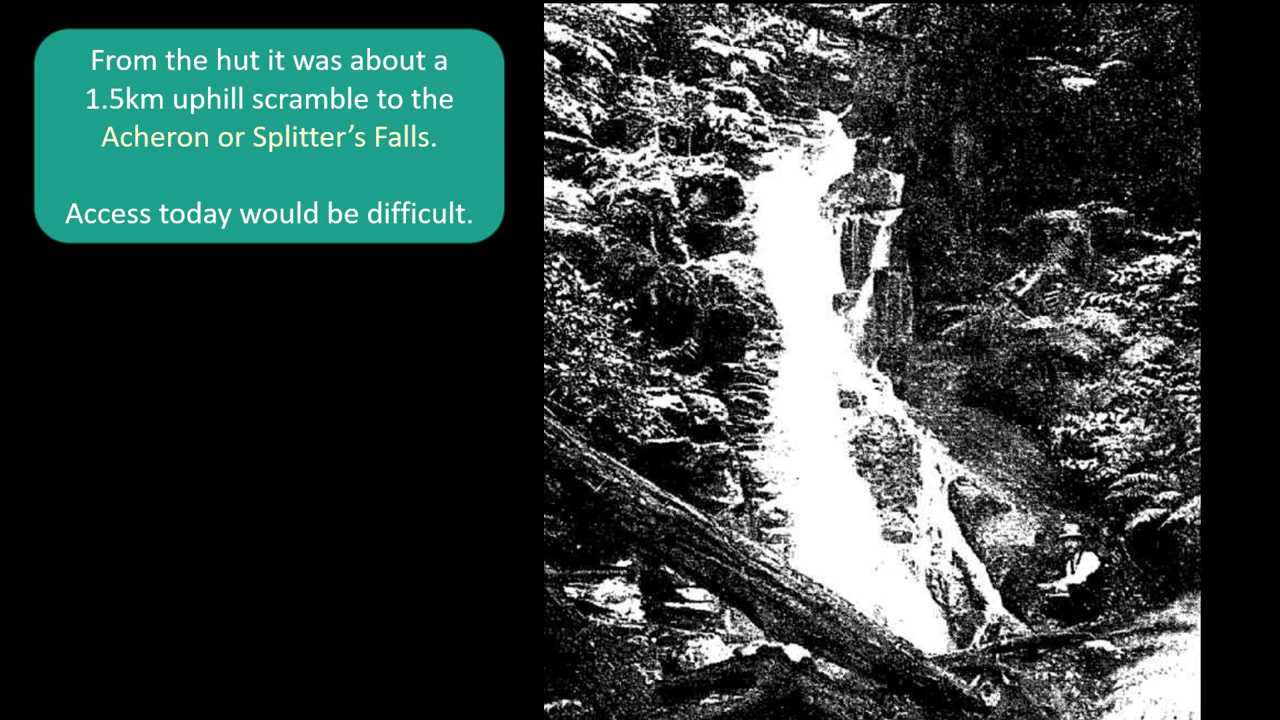 From the hut it was about a
1.5km uphill scramble to the
Acheron or Splitter’s Falls.
Access today would be difficult.